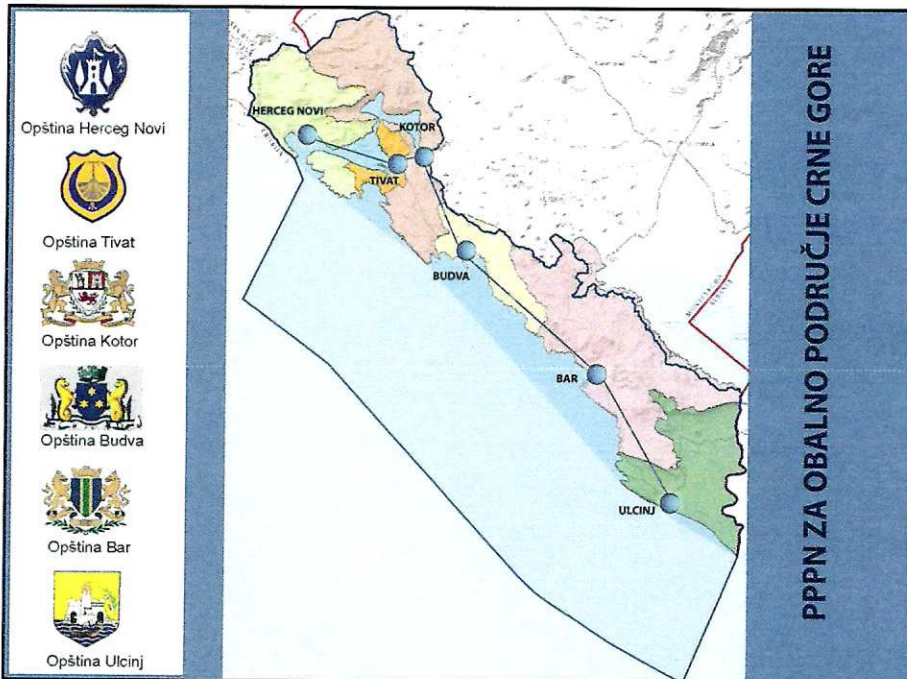 Opština Herceg Novi
Opština Tivat
Opština Kotor
Opština Budva
Opština Bar
Opština Ulcinj
HERCEG NOVI
KOTOR
TIVAT
BUDVA
BAR
ULCINJ
PPPN ZA OBALNO PODRUČJE CRNE GORE